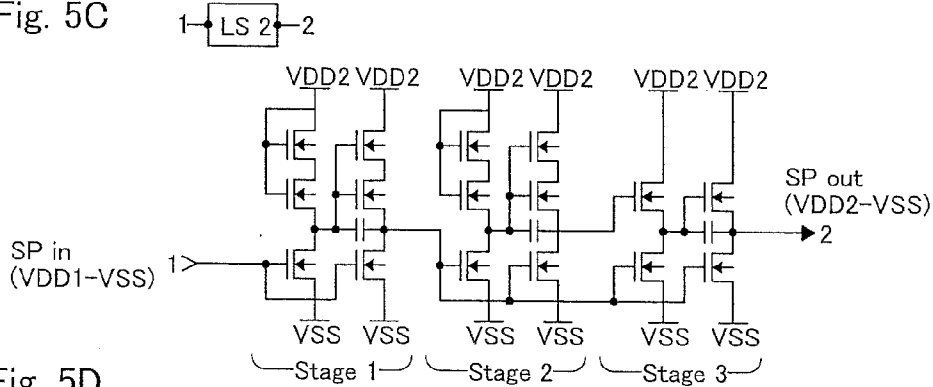 Fig. 5C
1 LS 2 2
VDD2 VDD2 VDD2 VDD2 VDD2 VDD2
SP in
(VDD1-VSS)
1
SP out
(VDD2-VSS)
2
VSS VSS VSS VSS VSS VSS
Stage 1 Stage 2 Stage 3
Fig. 5D